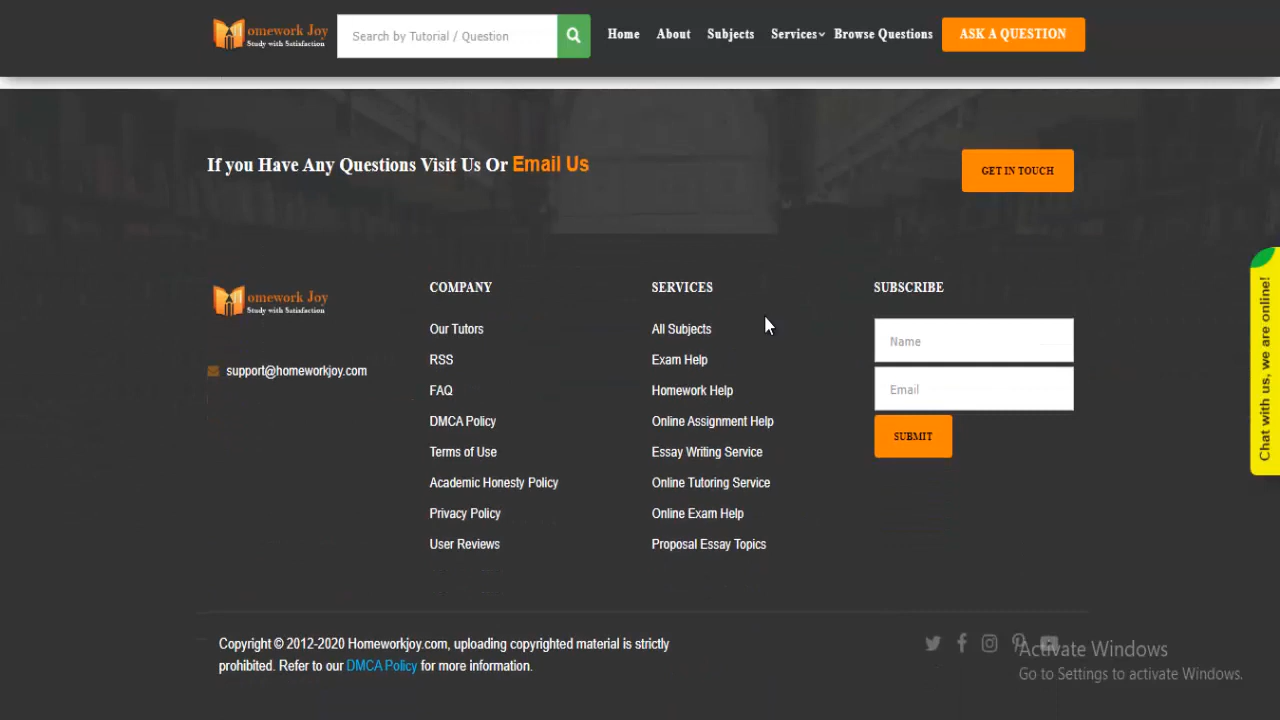 omework Joy
Study with Satisfaction
Search by Tutorial / Question
Home About Subjects Services Browse Questions ASK A QUESTION
If you Have Any Questions Visit Us Or Email Us
GET IN TOUCH
omework Joy
Study with Satisfaction
support@homeworkjoy.com
COMPANY
Our Tutors
RSS
FAQ
DMCA Policy
Terms of Use
Academic Honesty Policy
Privacy Policy
User Reviews
SERVICES
All Subjects
Exam Help
Homework Help
Online Assignment Help
Essay Writing Service
Online Tutoring Service
Online Exam Help
Proposal Essay Topics
SUBSCRIBE
Name
Email
SUBMIT
Chat with us, we are online!
Copyright © 2012-2020 Homeworkjoy.com, uploading copyrighted material is strictly
prohibited. Refer to our DMCA Policy for more information.
Activate Windows
Go to Settings to activate Windows.